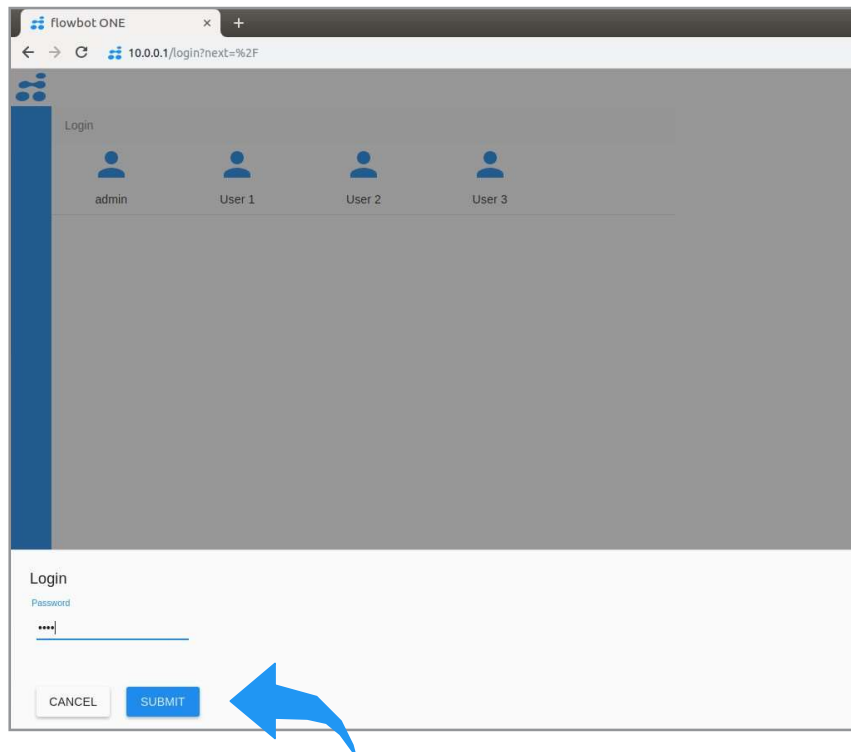 flowbot ONE × +
10.0.0.1/login?next=%2F
Login
admin User 1 User 2 User 3
Login
Password
••••
CANCEL SUBMIT